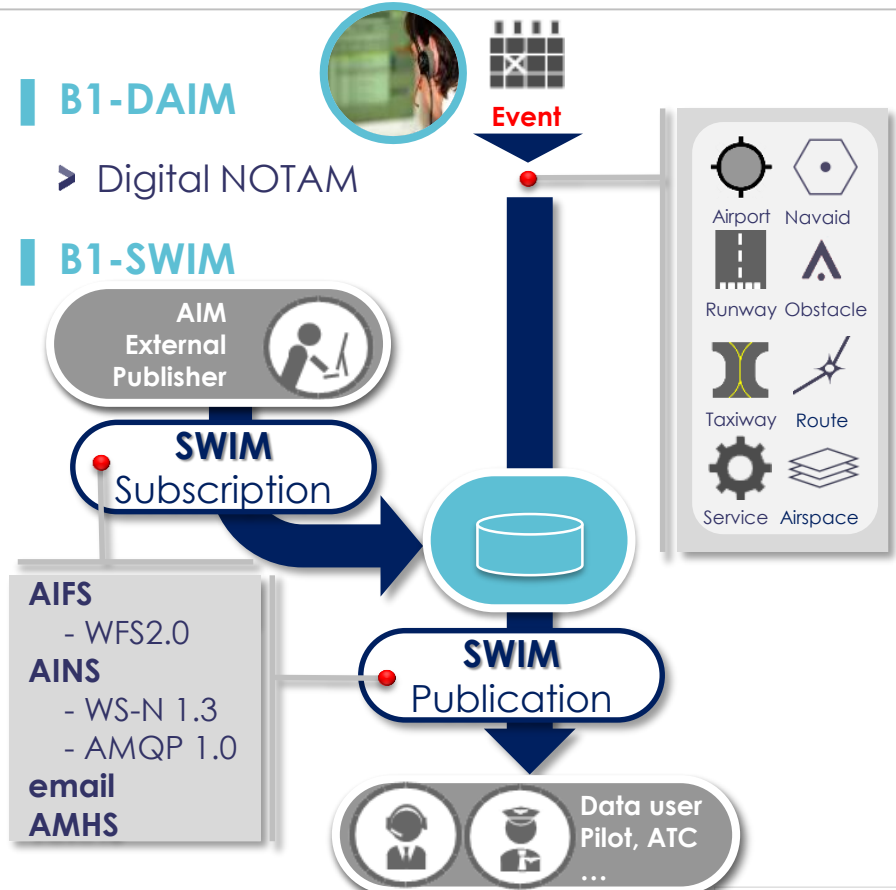 B1-DAIM
> Digital NOTAM
B1-SWIM
Event
Airport Navaid
Runway Obstacle
Taxiway Route
Service Airspace
AIM
External
Publisher
SWIM
Subscription
AIFS
- WFS2.0
AINS
- WS-N 1.3
- AMQP 1.0
email
AMHS
SWIM
Publication
Data user
Pilot, ATC
...